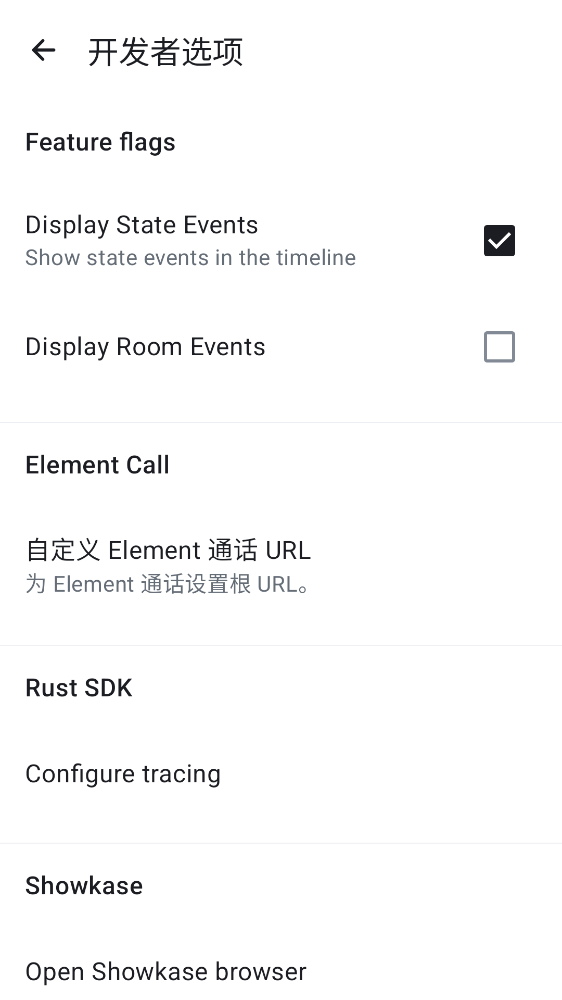 开发者选项
Feature flags
Display State Events
Show state events in the timeline
Display Room Events
Element Call
自定义 Element 通话 URL
为 Element 通话设置根 URL。
Rust SDK
Configure tracing
Showkase
Open Showkase browser